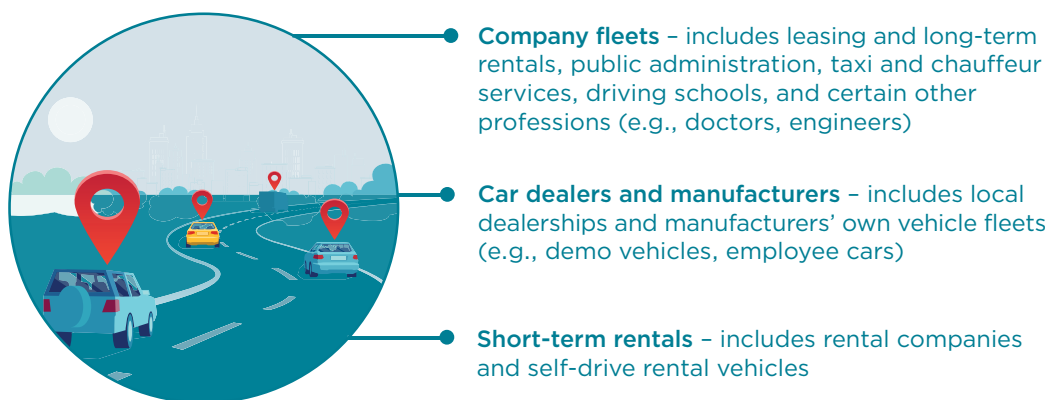 Company fleets – includes leasing and long-term
rentals, public administration, taxi and chauffeur
services, driving schools, and certain other
professions (e.g., doctors, engineers)
Car dealers and manufacturers – includes local
dealerships and manufacturers’ own vehicle fleets
(e.g., demo vehicles, employee cars)
Short-term rentals – includes rental companies
and self-drive rental vehicles